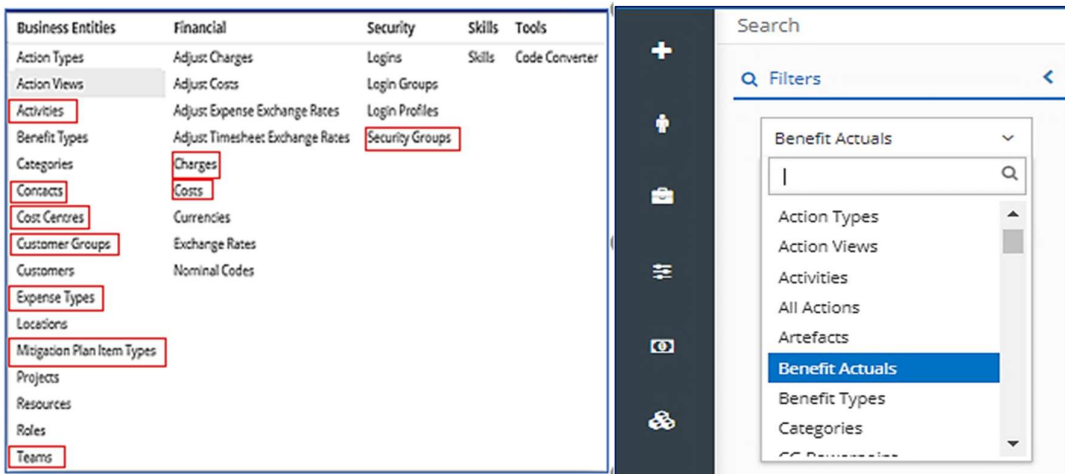 Business Entities Financial Security Skills Tools
Action Types Adjust Charges Logins Skills Code Converter
Action Views Adjust Costs Login Groups
Activities Adjust Expense Exchange Rates Login Profiles
Benefit Types Adjust Timesheet Exchange Rates Security Groups
Categories Charges
Contacts Costs
Cost Centres Currencies
Customer Groups Exchange Rates
Customers Nominal Codes
Expense Types
Locations
Mitigation Plan Item Types
Projects
Resources
Roles
Teams
Search
Filters
Benefit Actuals
Action Types
Action Views
Activities
All Actions
Artefacts
Benefit Actuals
Benefit Types
Categories